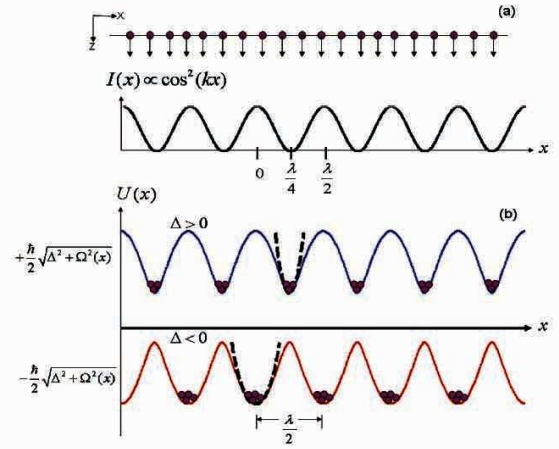 (a)
x
z
I(x) ∝ cos²(kx)
x
0
λ/4
λ/2
U(x)
(b)
Δ > 0
+ħ/2 √(Δ² + Ω²(x))
x
Δ < 0
-ħ/2 √(Δ² + Ω²(x))
λ/2